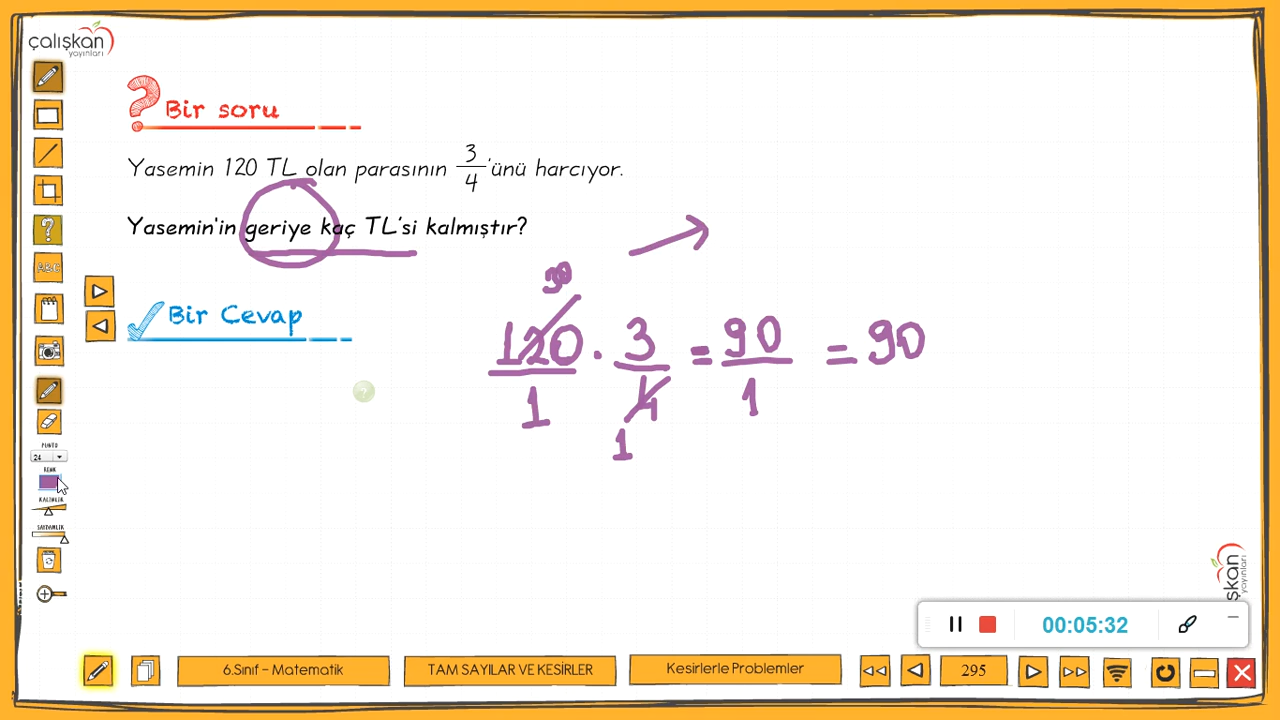 çalışkan
yayınları
Bir soru
Yasemin 120 TL olan parasının 3/4 'ünü harcıyor.
Yasemin'in geriye kaç TL'si kalmıştır?
Bir Cevap
30
120/1 . 3/4 = 90/1 = 90
1
ABC
PUNTO
24
RENK
KALINLIK
SAYDAMLIK
şkan
yayınları
00:05:32
6.Sınıf - Matematik
TAM SAYILAR VE KESİRLER
Kesirlerle Problemler
295